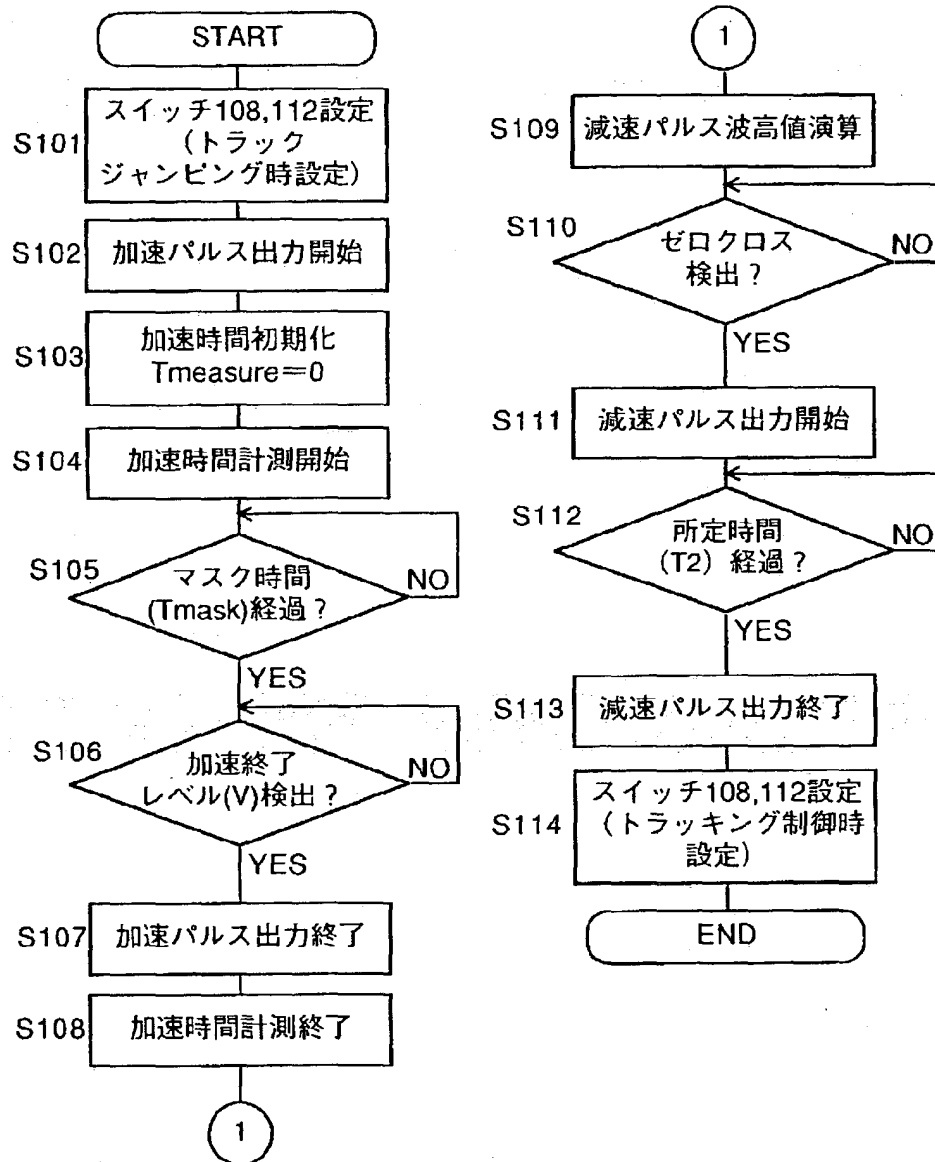 START
S101
スイッチ108,112設定
(トラック
ジャンピング時設定)
S102
加速パルス出力開始
S103
加速時間初期化
Tmeasure=0
S104
加速時間計測開始
S105
マスク時間
(Tmask)経過?
NO
YES
S106
加速終了
レベル(V)検出?
NO
YES
S107
加速パルス出力終了
S108
加速時間計測終了
1
1
S109
減速パルス波高値演算
S110
ゼロクロス
検出?
NO
YES
S111
減速パルス出力開始
S112
所定時間
(T2) 経過?
NO
YES
S113
減速パルス出力終了
S114
スイッチ108,112設定
(トラッキング制御時
設定)
END